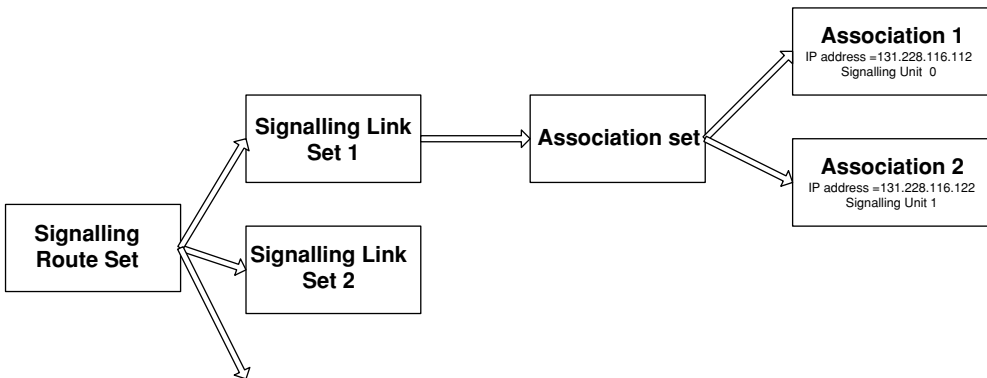 Association 1
IP address =131.228.116.112
Signalling Unit 0
Signalling Link
Set 1
Association set
Association 2
IP address =131.228.116.122
Signalling Unit 1
Signalling
Route Set
Signalling Link
Set 2